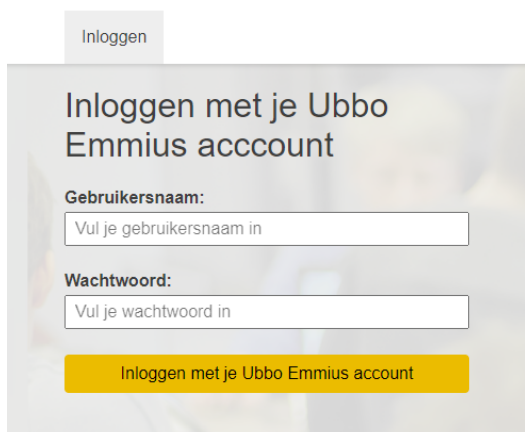 Inloggen
Inloggen met je Ubbo
Emmius acccount
Gebruikersnaam:
Vul je gebruikersnaam in
Wachtwoord:
Vul je wachtwoord in
Inloggen met je Ubbo Emmius account